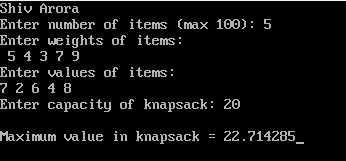 Shiv Arora
Enter number of items (max 100): 5
Enter weights of items:
5 4 3 7 9
Enter values of items:
7 2 6 4 8
Enter capacity of knapsack: 20
Maximum value in knapsack = 22.714285_